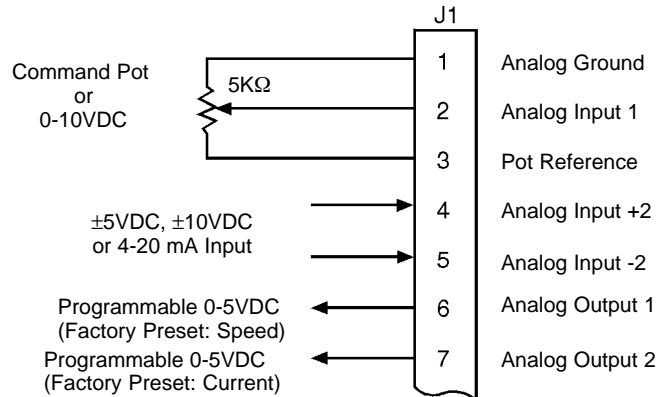 J1
Command Pot
or
0-10VDC
5KΩ
1 Analog Ground
2 Analog Input 1
3 Pot Reference
±5VDC, ±10VDC
or 4-20 mA Input
4 Analog Input +2
5 Analog Input -2
Programmable 0-5VDC
(Factory Preset: Speed)
6 Analog Output 1
Programmable 0-5VDC
(Factory Preset: Current)
7 Analog Output 2